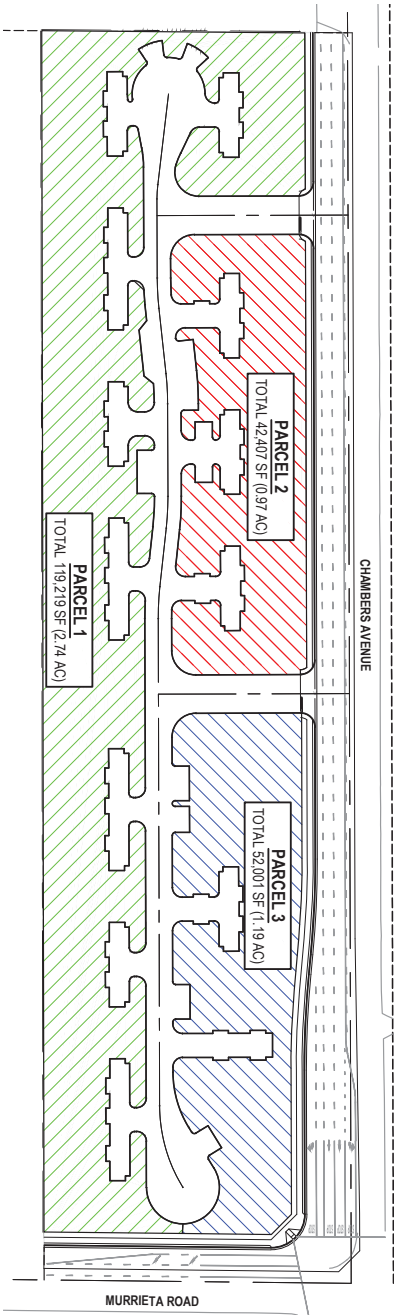 CHAMBERS AVENUE
PARCEL 2
TOTAL 42,407 SF (0.97 AC)
PARCEL 1
TOTAL 119,219 SF (2.74 AC)
PARCEL 3
TOTAL 52,001 SF (1.19 AC)
MURRIETA ROAD